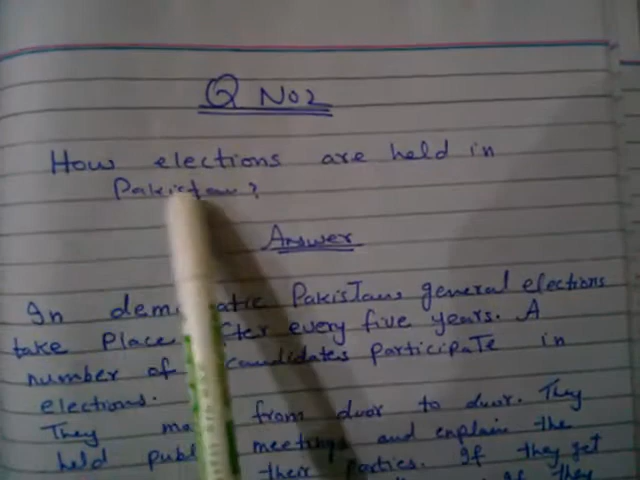 Q No2
How elections are held in
Pakistan?
Answer
In democratic Pakistan general elections
take Place after every five years. A
number of candidates participate in
elections.
They from door to door. They
held public meetings and explain the
their parties. If they get
If they